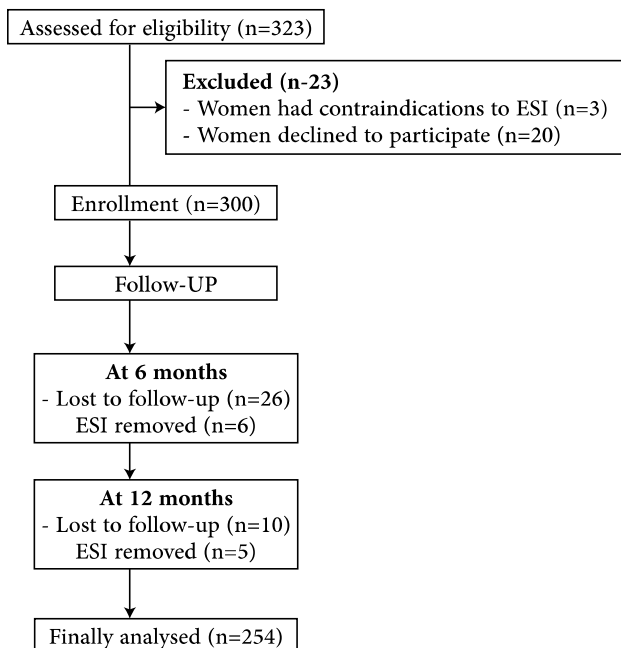 Assessed for eligibility (n=323)
Excluded (n-23)
- Women had contraindications to ESI (n=3)
- Women declined to participate (n=20)
Enrollment (n=300)
Follow-UP
At 6 months
- Lost to follow-up (n=26)
ESI removed (n=6)
At 12 months
- Lost to follow-up (n=10)
ESI removed (n=5)
Finally analysed (n=254)